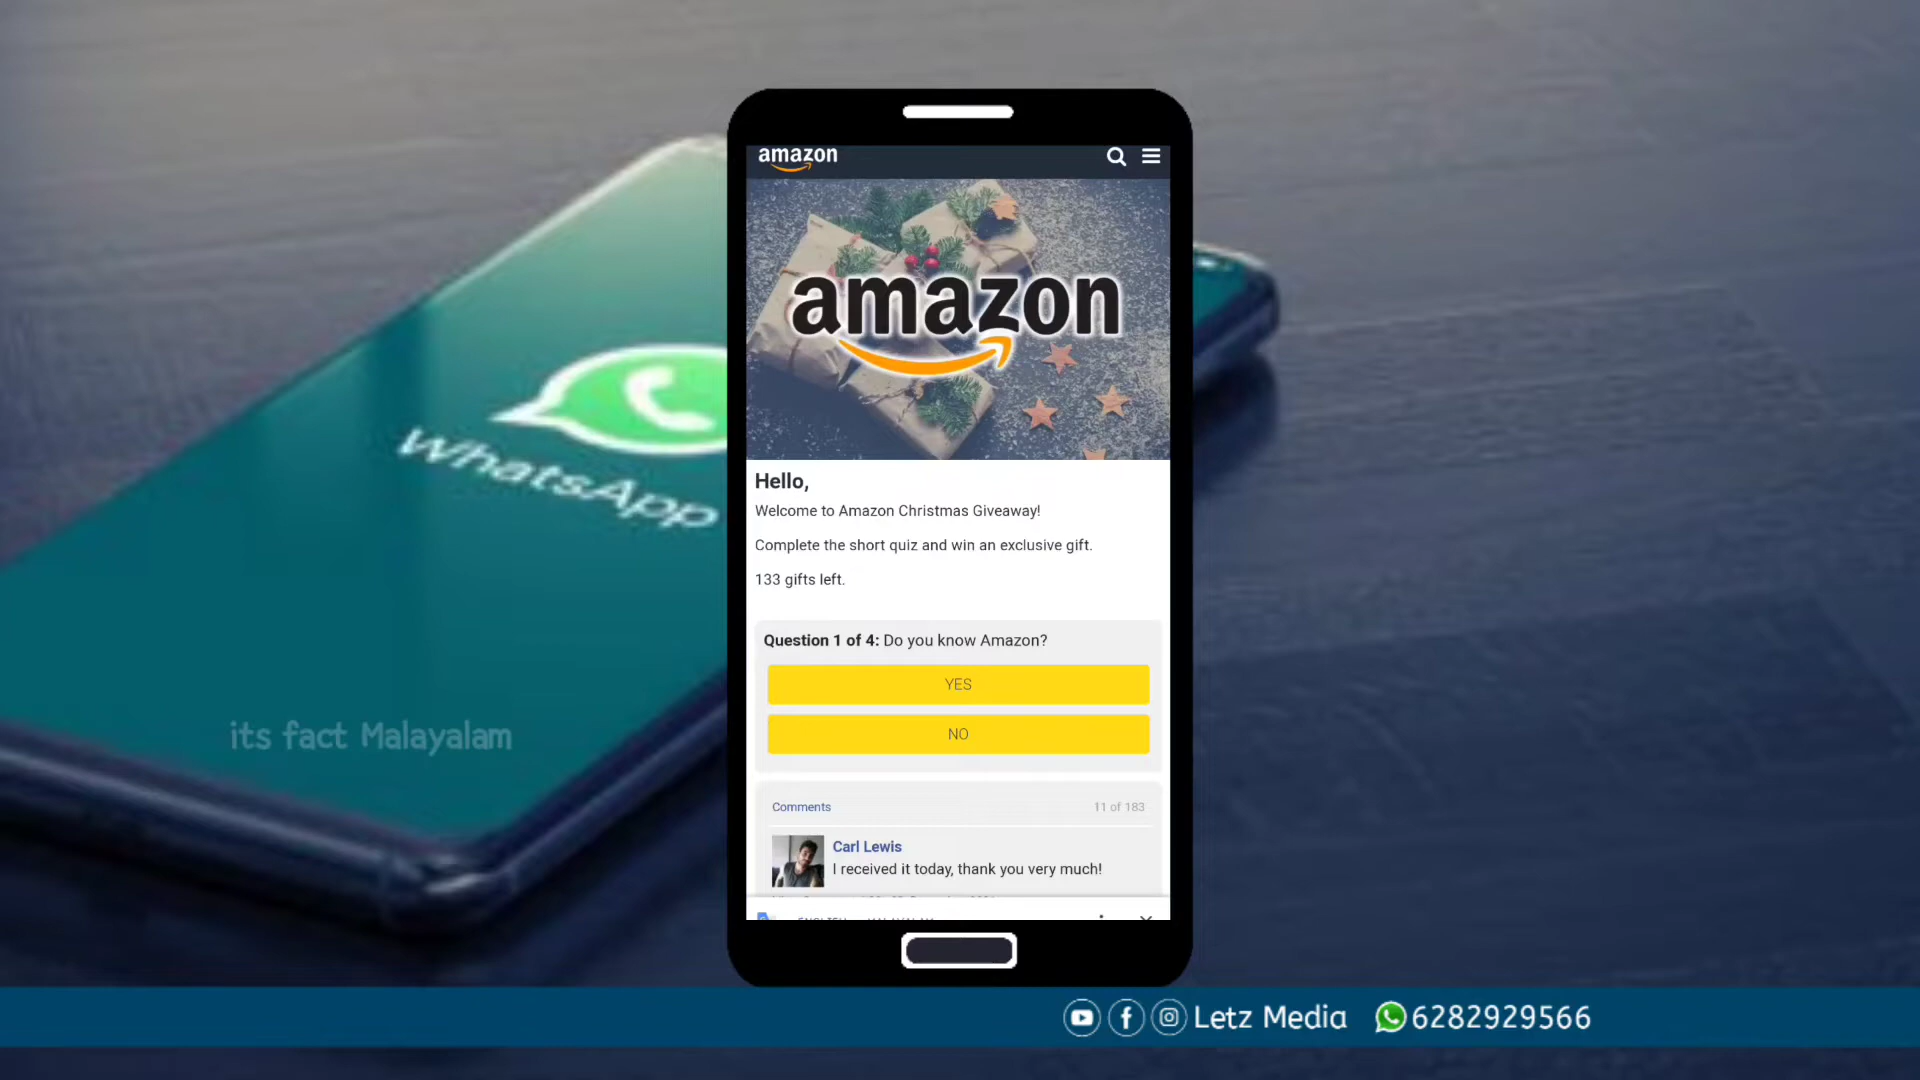 amazon
amazon
Hello,
Welcome to Amazon Christmas Giveaway!
Complete the short quiz and win an exclusive gift.
133 gifts left.
Question 1 of 4: Do you know Amazon?
YES
NO
Comments 11 of 183
Carl Lewis
I received it today, thank you very much!
WhatsApp
its fact Malayalam
Letz Media 6282929566